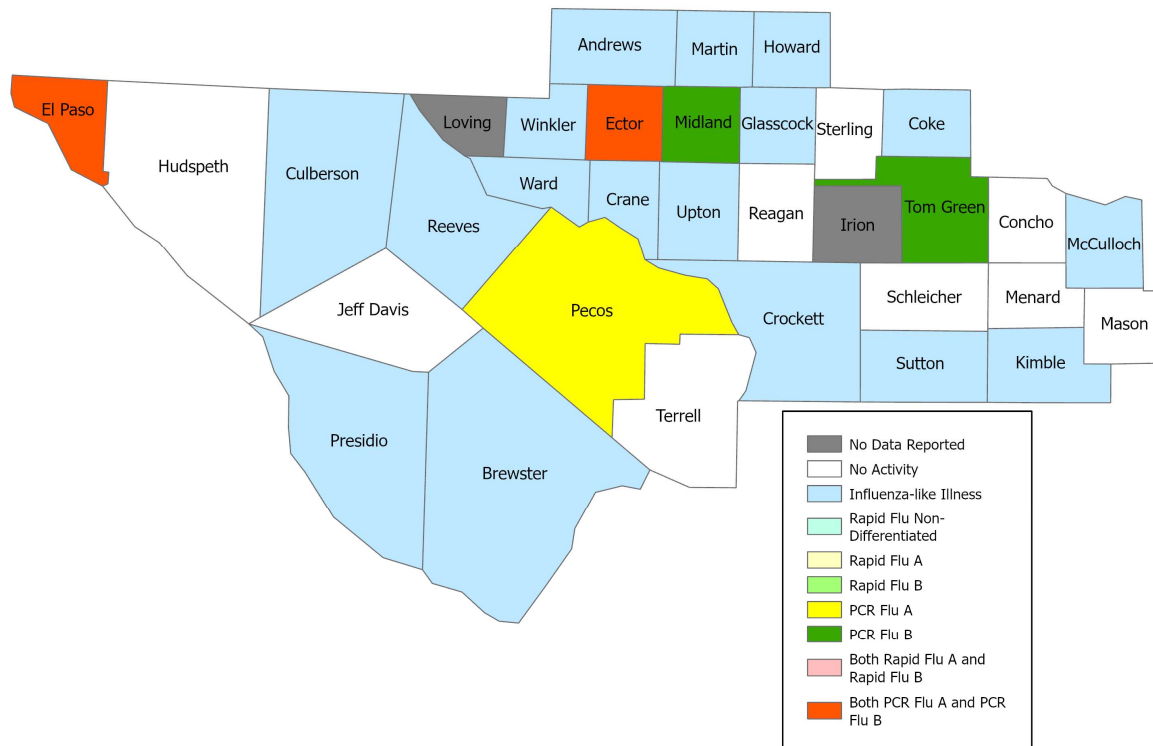 Andrews
Martin
Howard
El Paso
Loving
Winkler
Ector
Midland
Glasscock
Sterling
Coke
Hudspeth
Culberson
Ward
Crane
Upton
Reagan
Irion
Tom Green
Concho
McCulloch
Reeves
Jeff Davis
Pecos
Crockett
Schleicher
Menard
Mason
Sutton
Kimble
Terrell
Presidio
Brewster
No Data Reported
No Activity
Influenza-like Illness
Rapid Flu Non-
Differentiated
Rapid Flu A
Rapid Flu B
PCR Flu A
PCR Flu B
Both Rapid Flu A and
Rapid Flu B
Both PCR Flu A and PCR
Flu B